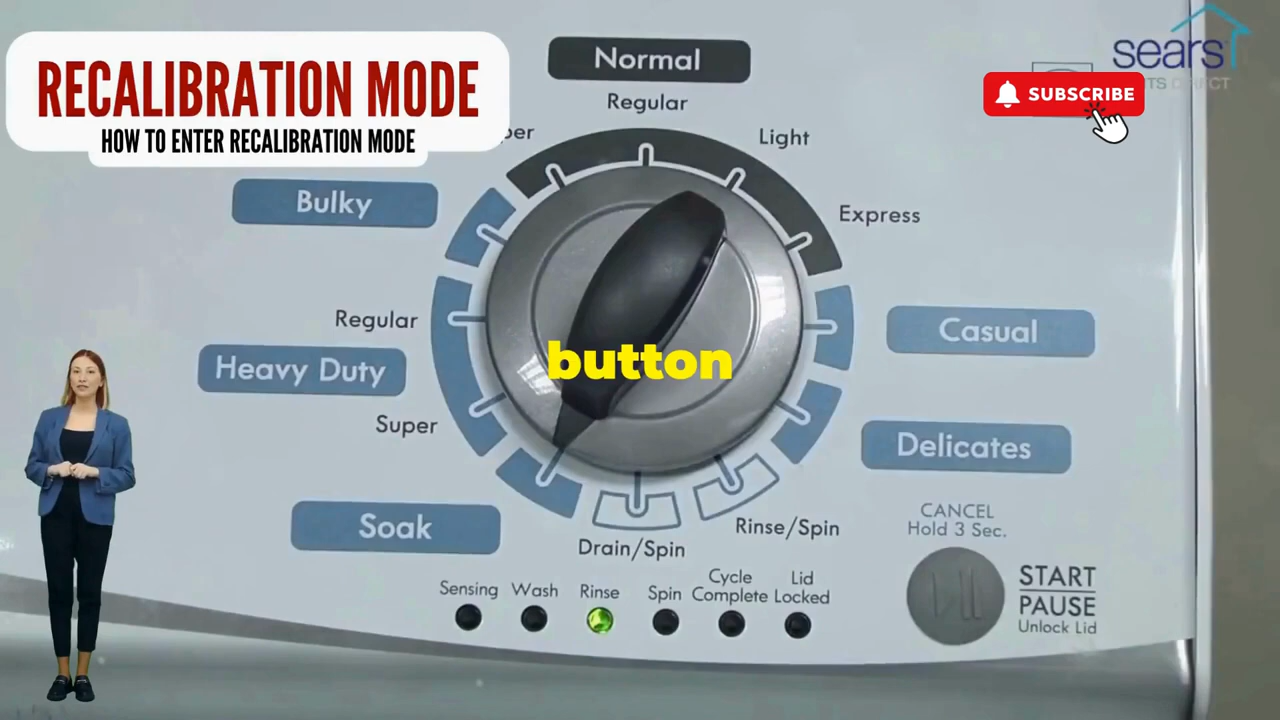 RECALIBRATION MODE
HOW TO ENTER RECALIBRATION MODE
sears
DIRECT
SUBSCRIBE
Normal
Regular
Light
Express
Bulky
Regular
Heavy Duty
Super
Soak
button
Casual
Delicates
Rinse/Spin
Drain/Spin
CANCEL
Hold 3 Sec.
START
PAUSE
Unlock Lid
Sensing
Wash
Rinse
Spin
Cycle
Complete
Lid
Locked